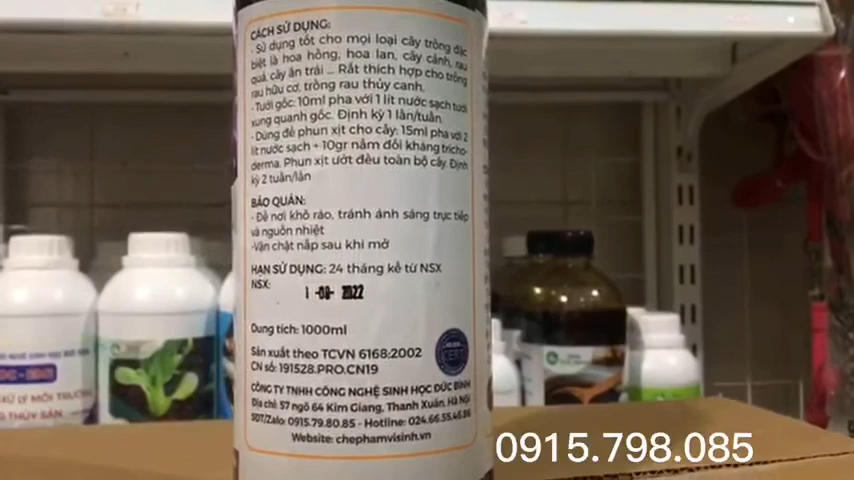 CÁCH SỬ DỤNG:
- Sử dụng tốt cho mọi loại cây trồng đặc
biệt là hoa hồng, hoa lan, cây cảnh, rau
quả, cây ăn trái ... Rất thích hợp cho trồng
rau hữu cơ, trồng rau thủy canh.
- Tưới gốc: 10ml pha với 1 lít nước sạch tưới
xung quanh gốc. Định kỳ 1 lần/tuần.
- Dùng để phun xịt cho cây: 15ml pha với 2
lít nước sạch + 10gr nấm đối kháng tricho-
derma. Phun xịt ướt đều toàn bộ cây. Định
kỳ 2 tuần/lần
BẢO QUẢN:
- Để nơi khô ráo, tránh ánh sáng trực tiếp
và nguồn nhiệt
-Vặn chặt nắp sau khi mở
HẠN SỬ DỤNG: 24 tháng kể từ NSX
NSX:
1 -08- 2022
Dung tích: 1000ml
Sản xuất theo TCVN 6168:2002
CN số: 191528.PRO.CN19
CERT
CÔNG TY TNHH CÔNG NGHỆ SINH HỌC ĐỨC BÌNH
Địa chỉ: 57 ngõ 64 Kim Giang, Thanh Xuân, Hà Nội
SĐT/Zalo: 0915.79.80.85 - Hotline: 024.66.55.46.86
Website: chephamvisinh.vn
XỬ LÝ MÔI TRƯỜNG
THỦY SẢN
0915.798.085